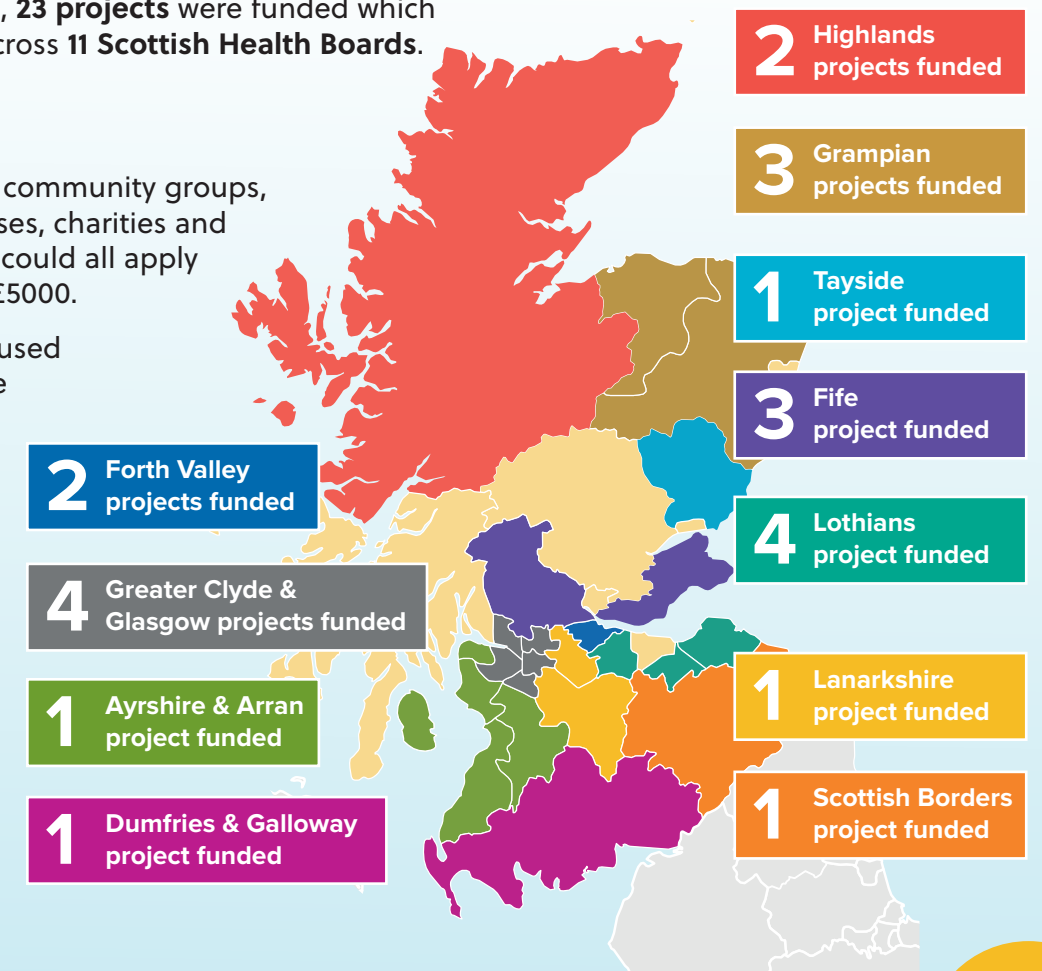 , 23 projects were funded which
cross 11 Scottish Health Boards.
community groups,
ses, charities and
could all apply
£5000.
used
e
2 Highlands
projects funded
3 Grampian
projects funded
1 Tayside
project funded
3 Fife
project funded
4 Lothians
project funded
1 Lanarkshire
project funded
1 Scottish Borders
project funded
2 Forth Valley
projects funded
4 Greater Clyde &
Glasgow projects funded
1 Ayrshire & Arran
project funded
1 Dumfries & Galloway
project funded